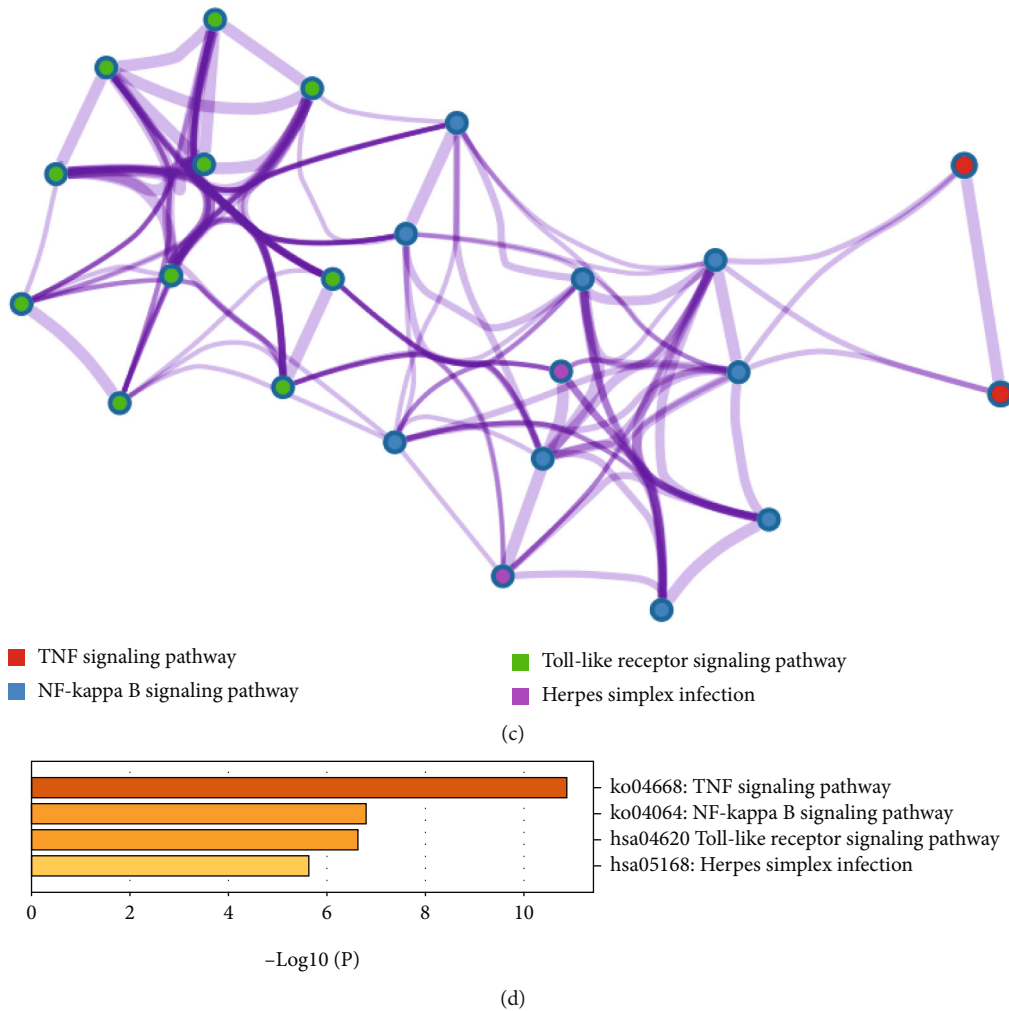 TNF signaling pathway
NF-kappa B signaling pathway
Toll-like receptor signaling pathway
Herpes simplex infection
(c)
ko04668: TNF signaling pathway
ko04064: NF-kappa B signaling pathway
hsa04620 Toll-like receptor signaling pathway
hsa05168: Herpes simplex infection
0 2 4 6 8 10
–Log10 (P)
(d)